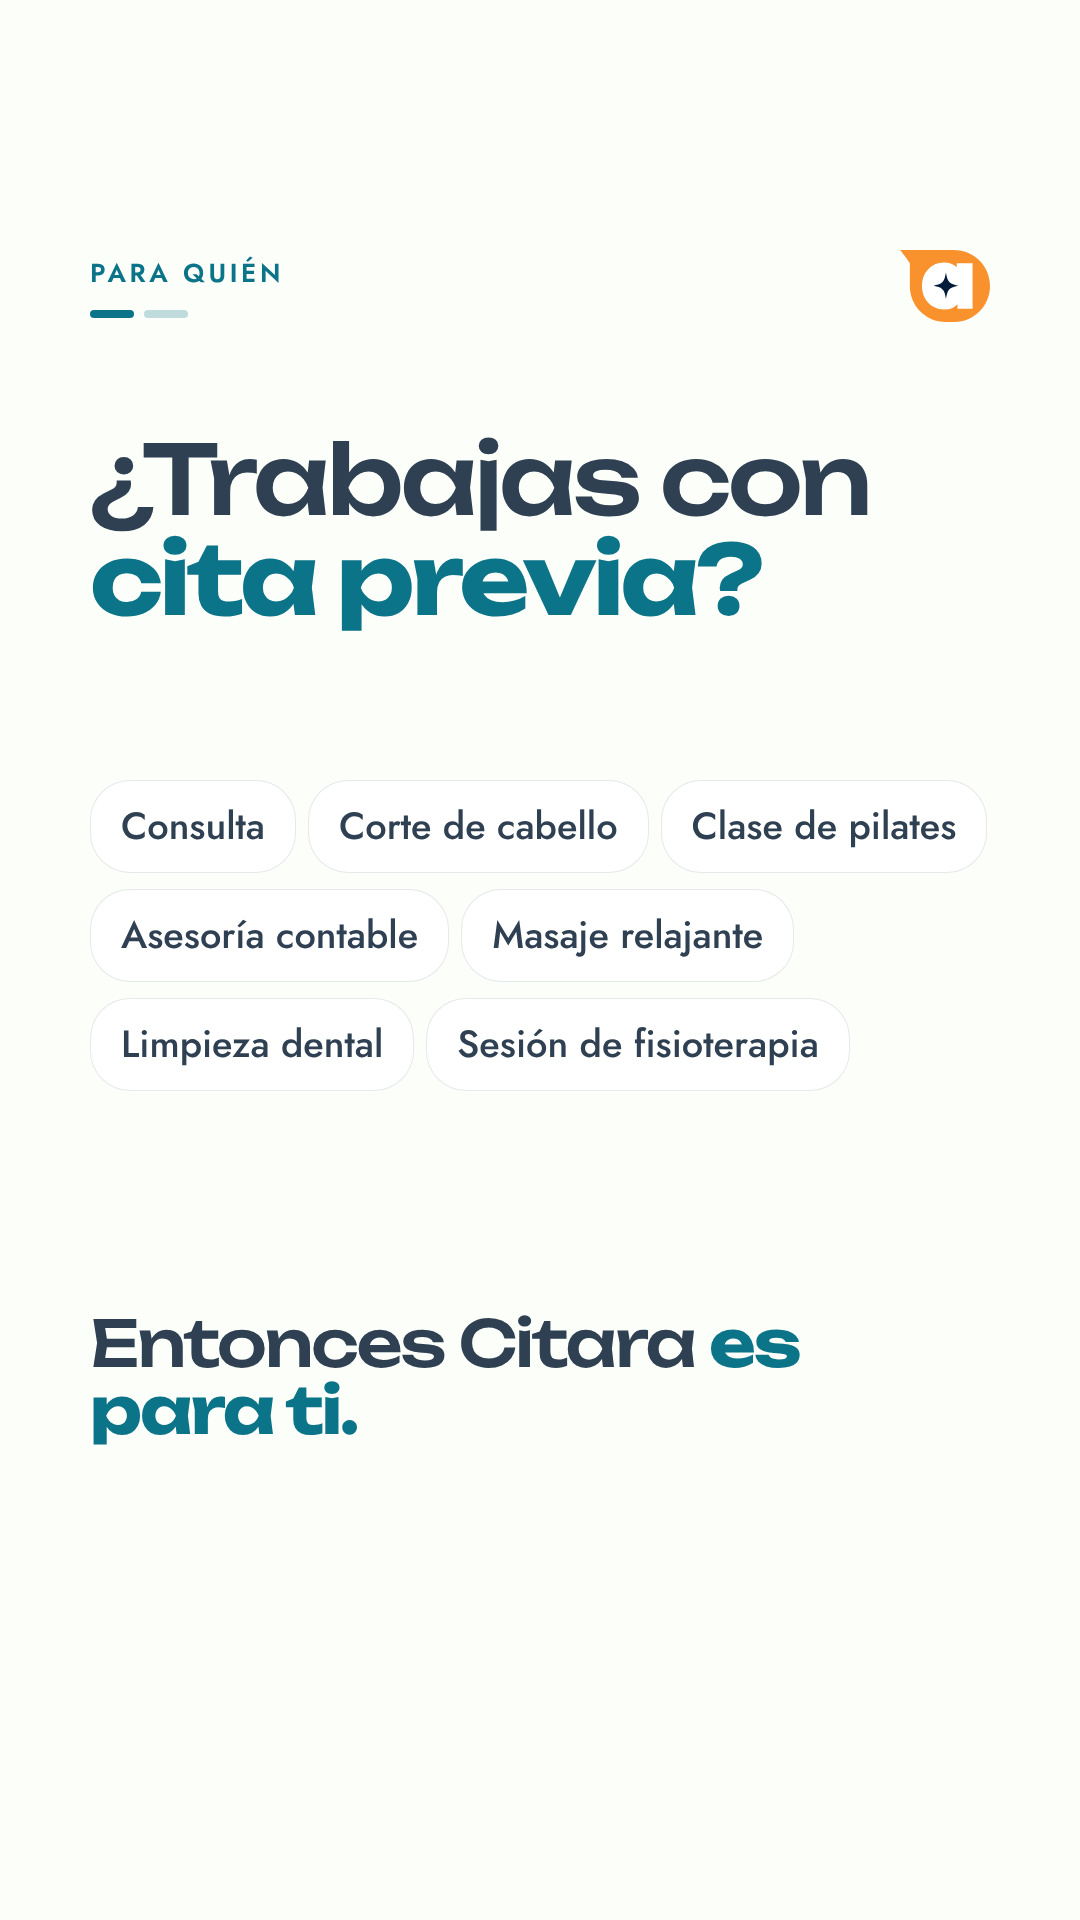 PARA QUIÉN
a
¿Trabajas con
cita previa?
Consulta Corte de cabello Clase de pilates
Asesoría contable Masaje relajante
Limpieza dental Sesión de fisioterapia
Entonces Citara es
para ti.